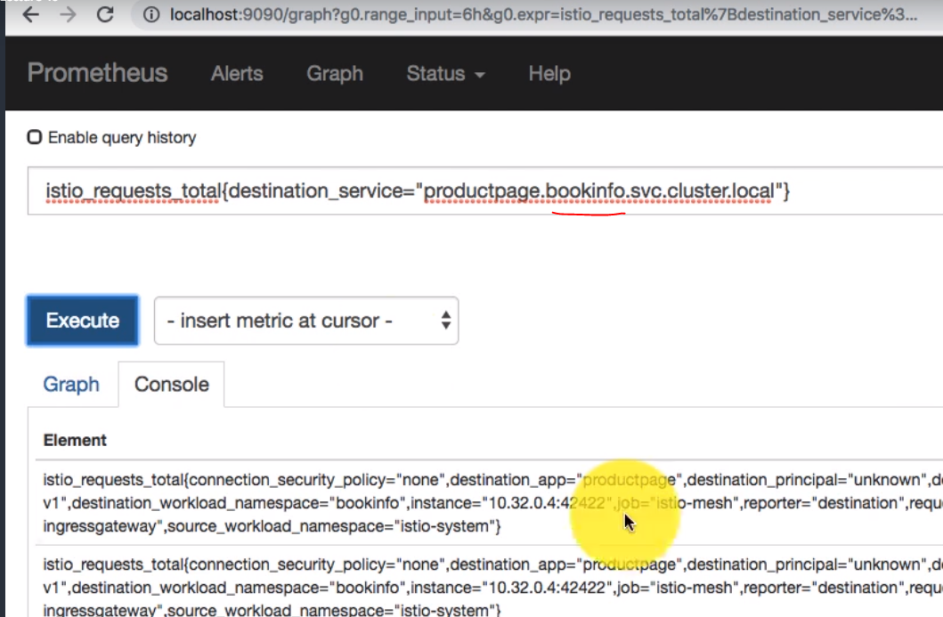 localhost:9090/graph?g0.range_input=6h&g0.expr=istio_requests_total%7Bdestination_service%3...
Prometheus Alerts Graph Status Help
Enable query history
istio_requests_total{destination_service="productpage.bookinfo.svc.cluster.local"}
Execute - insert metric at cursor -
Graph Console
Element
istio_requests_total{connection_security_policy="none",destination_app="productpage",destination_principal="unknown",de
v1",destination_workload_namespace="bookinfo",instance="10.32.0.4:42422",job="istio-mesh",reporter="destination",requ
ingressgateway",source_workload_namespace="istio-system"}
istio_requests_total{connection_security_policy="none",destination_app="productpage",destination_principal="unknown",de
v1",destination_workload_namespace="bookinfo",instance="10.32.0.4:42422",job="istio-mesh",reporter="destination",requ
ingressgateway",source_workload_namespace="istio-system"}